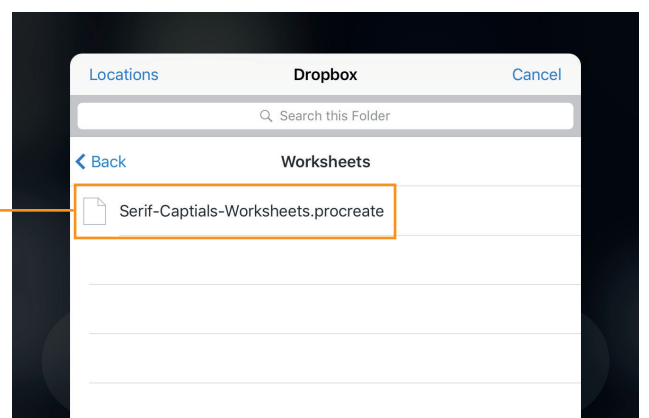 Locations Dropbox Cancel
Search this Folder
Back Worksheets
Serif-Captials-Worksheets.procreate